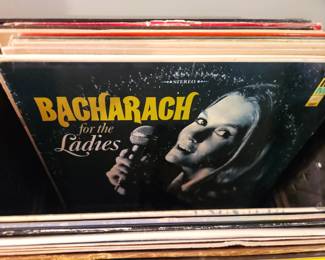 STEREO
BACHARACH
for the
Ladies